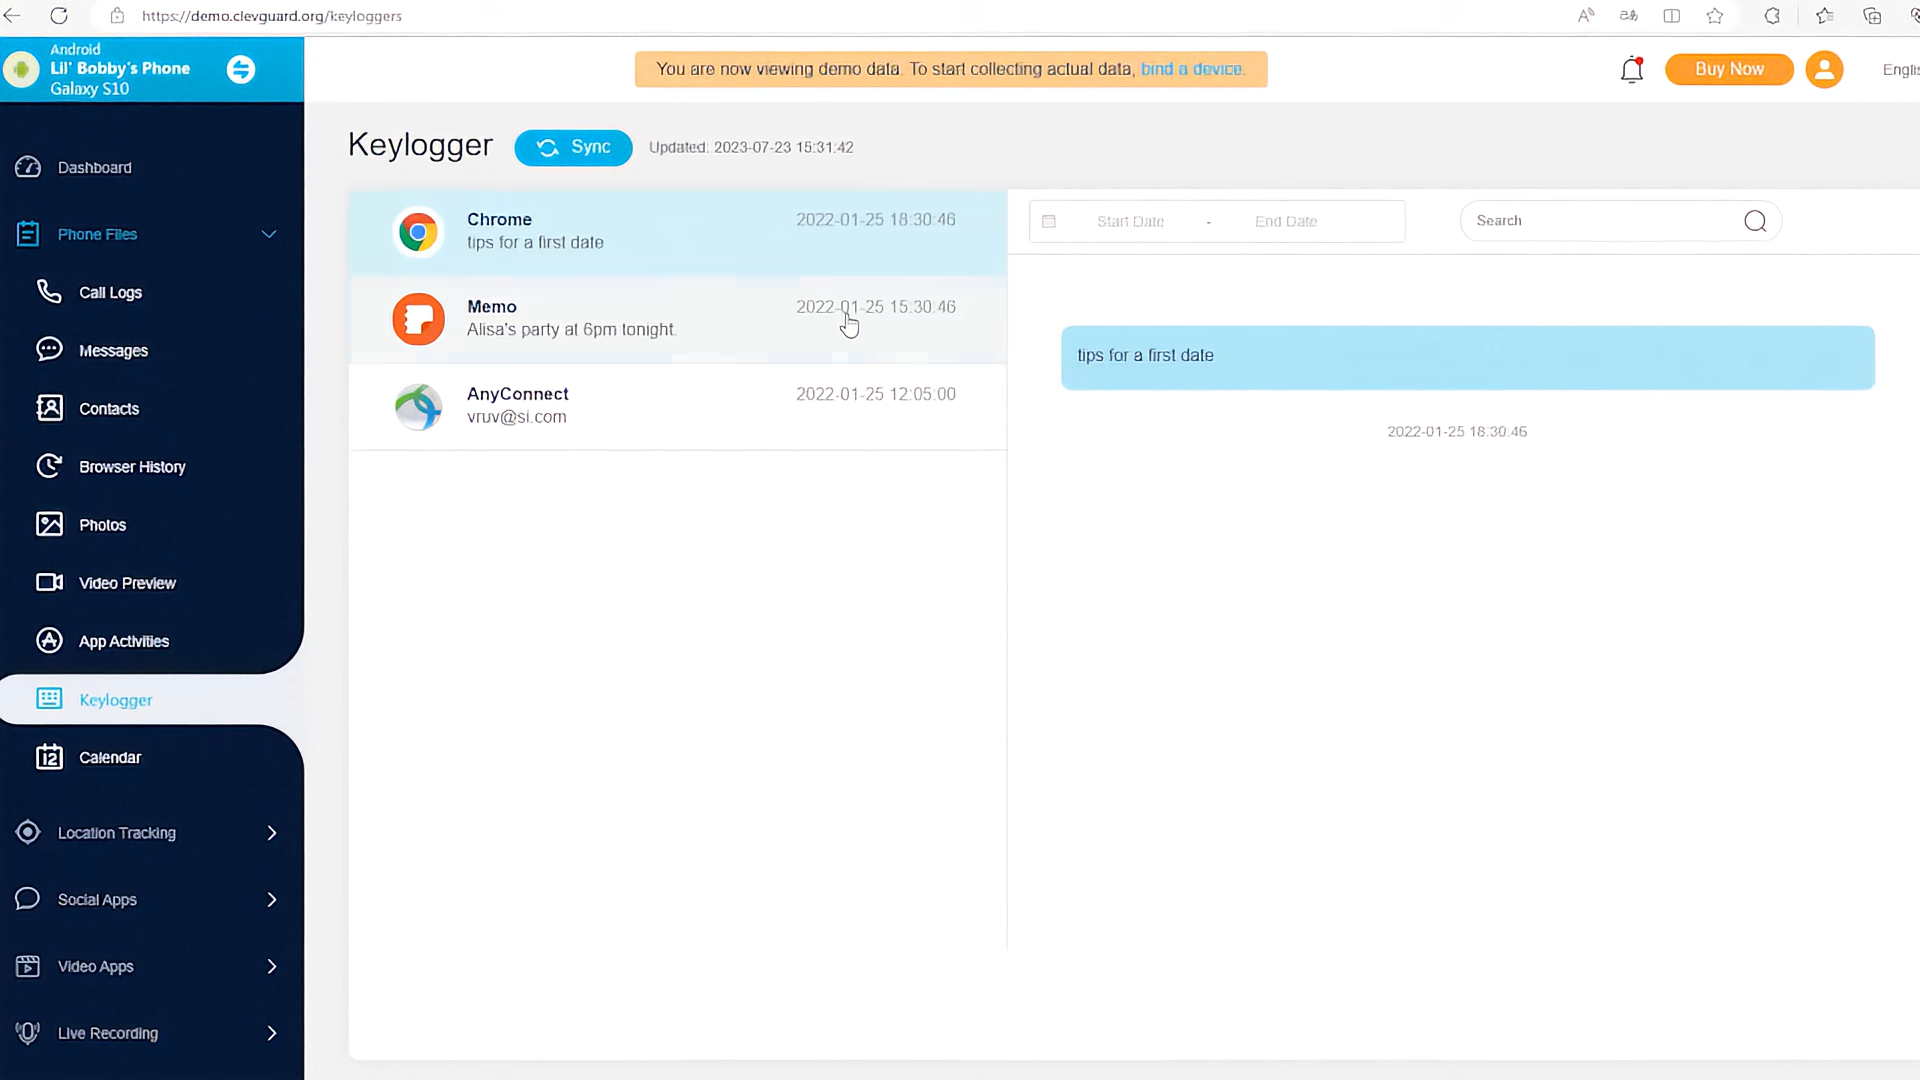 https://demo.clevguard.org/keyloggers
Android
Lil' Bobby's Phone
Galaxy S10
You are now viewing demo data. To start collecting actual data, bind a device.
Buy Now
Dashboard
Phone Files
Call Logs
Messages
Contacts
Browser History
Photos
Video Preview
App Activities
Keylogger
Calendar
Location Tracking
Social Apps
Video Apps
Live Recording
Keylogger
Sync
Updated: 2023-07-23 15:31:42
Chrome 2022-01-25 18:30:46
tips for a first date
Memo 2022-01-25 15:30:46
Alisa's party at 6pm tonight.
AnyConnect 2022-01-25 12:05:00
vruv@si.com
Start Date - End Date
Search
tips for a first date
2022-01-25 18:30:46